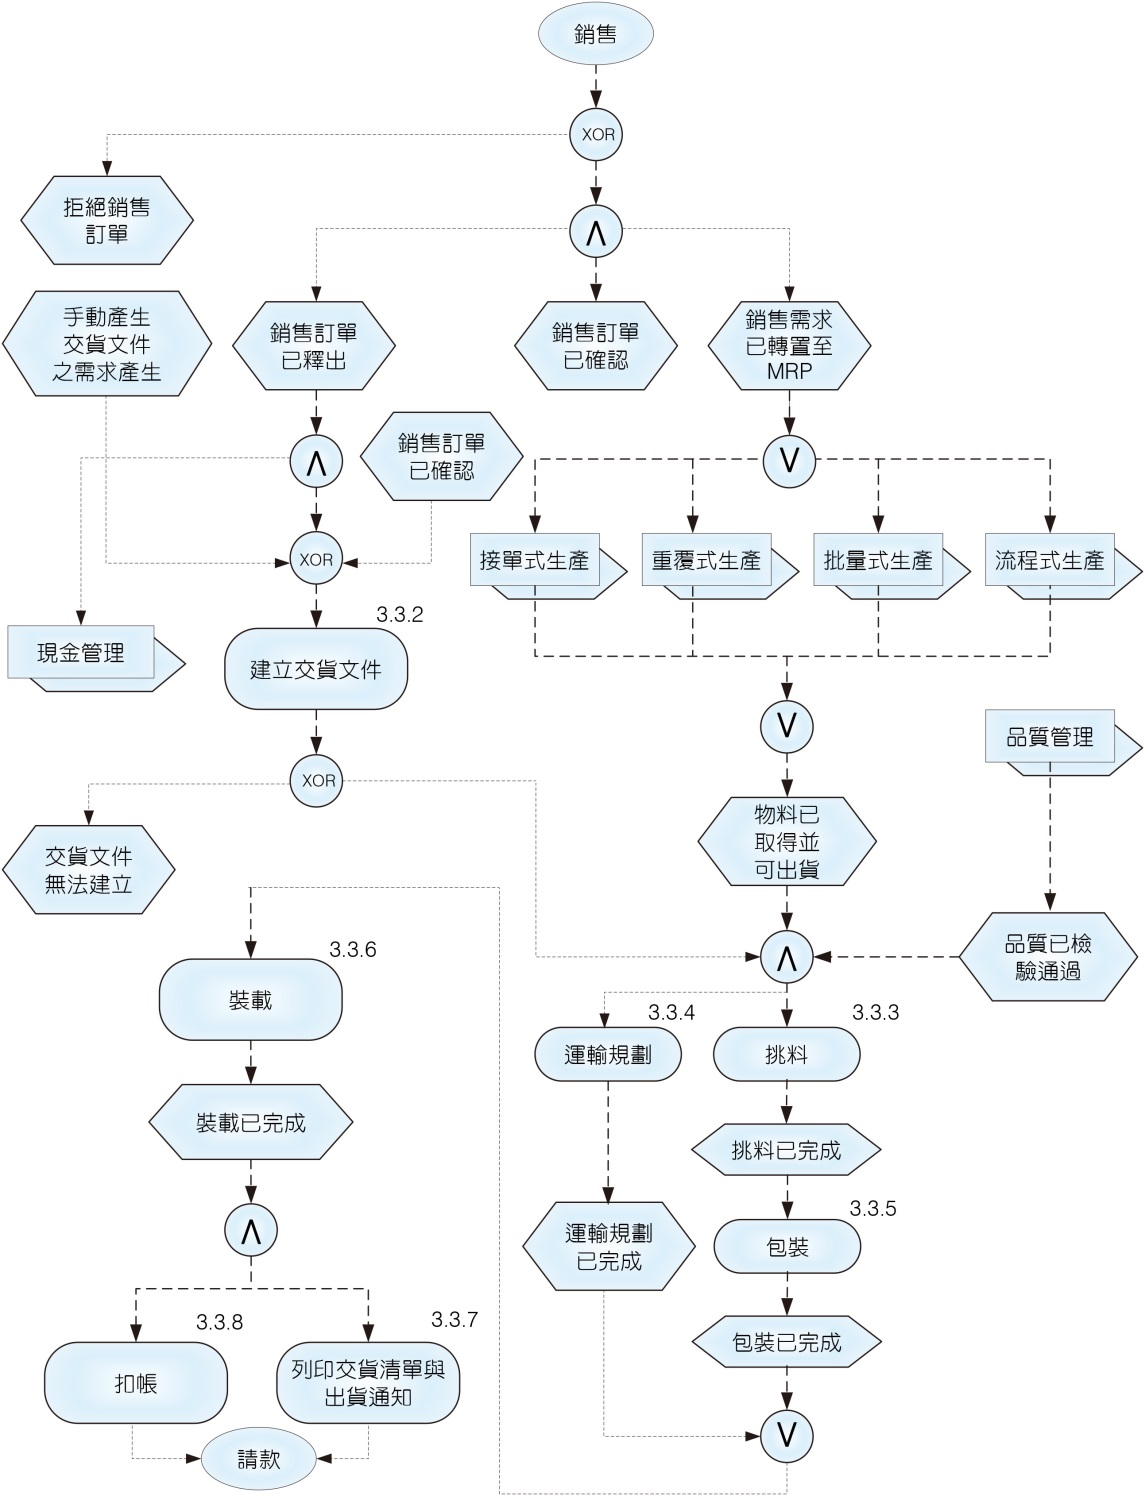 銷售
XOR
拒絕銷售
訂單
Λ
手動產生
交貨文件
之需求產生
銷售訂單
已釋出
銷售訂單
已確認
銷售需求
已轉置至
MRP
Λ
銷售訂單
已確認
V
XOR
接單式生產
重覆式生產
批量式生產
流程式生產
3.3.2
現金管理
建立交貨文件
V
品質管理
XOR
物料已
取得並
可出貨
交貨文件
無法建立
3.3.6
裝載
Λ
品質已檢
驗通過
3.3.4
運輸規劃
3.3.3
挑料
裝載已完成
挑料已完成
3.3.5
包裝
Λ
運輸規劃
已完成
3.3.8
扣帳
3.3.7
列印交貨清單與
出貨通知
包裝已完成
請款
V